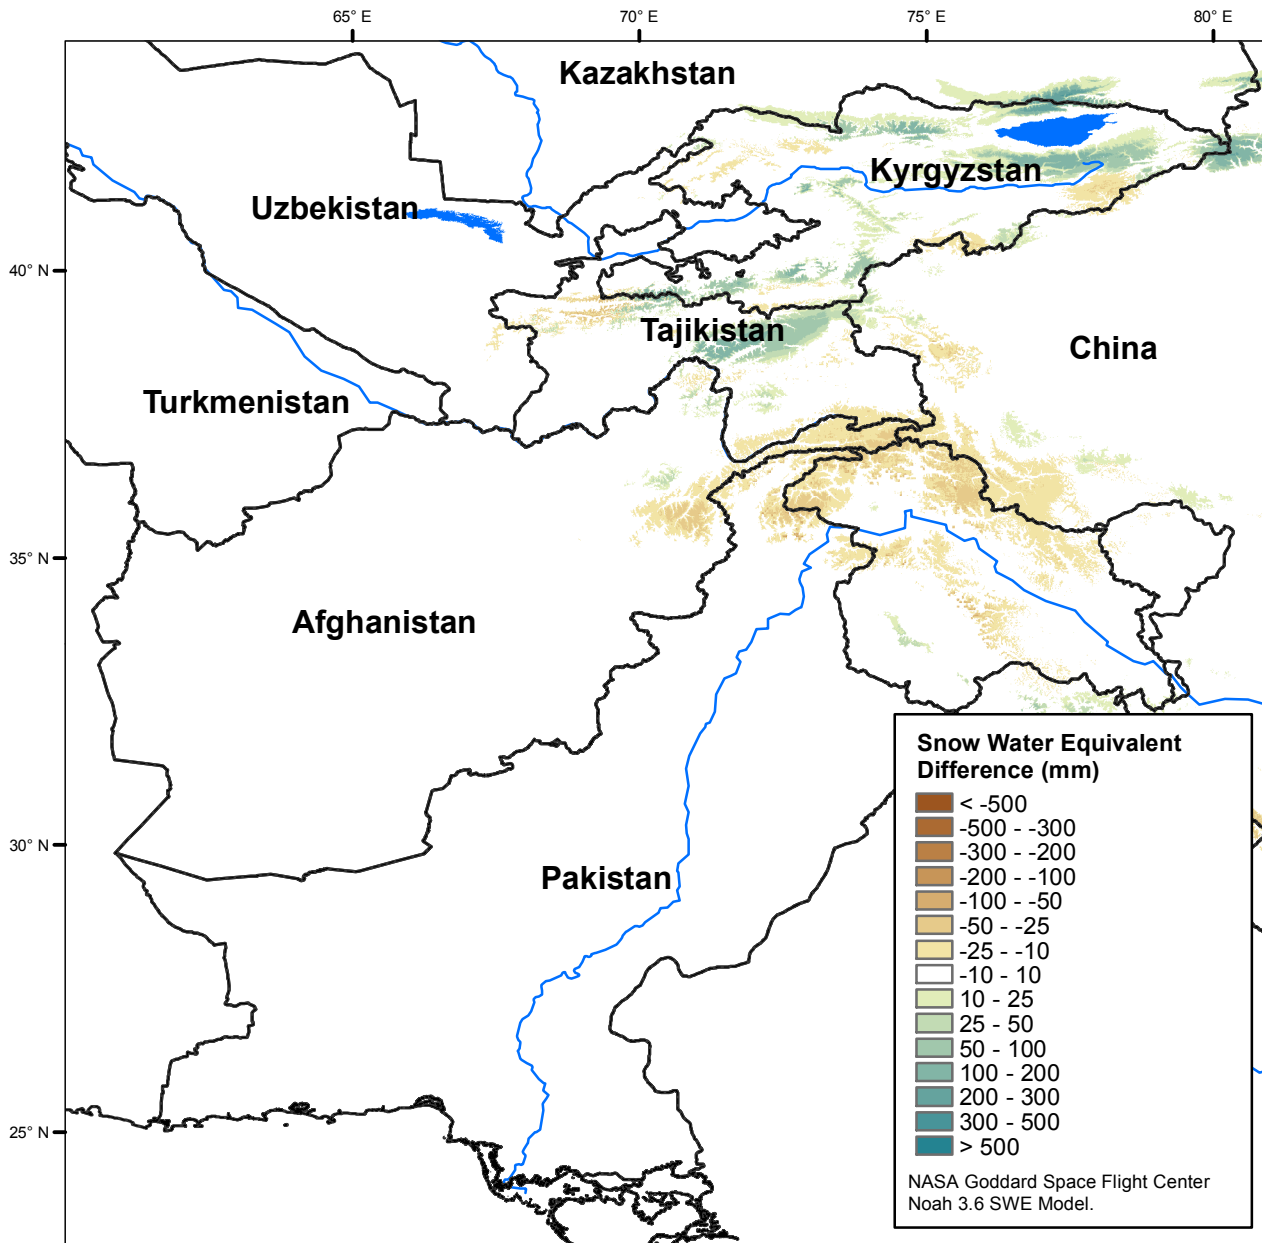 65° E 70° E 75° E 80° E
Kazakhstan
Kyrgyzstan
Uzbekistan
40° N
Tajikistan
China
Turkmenistan
35° N
Afghanistan
Snow Water Equivalent
Difference (mm)
< -500
-500 - -300
-300 - -200
-200 - -100
-100 - -50
-50 - -25
-25 - -10
-10 - 10
10 - 25
25 - 50
50 - 100
100 - 200
200 - 300
300 - 500
> 500
NASA Goddard Space Flight Center
Noah 3.6 SWE Model.
30° N
Pakistan
25° N